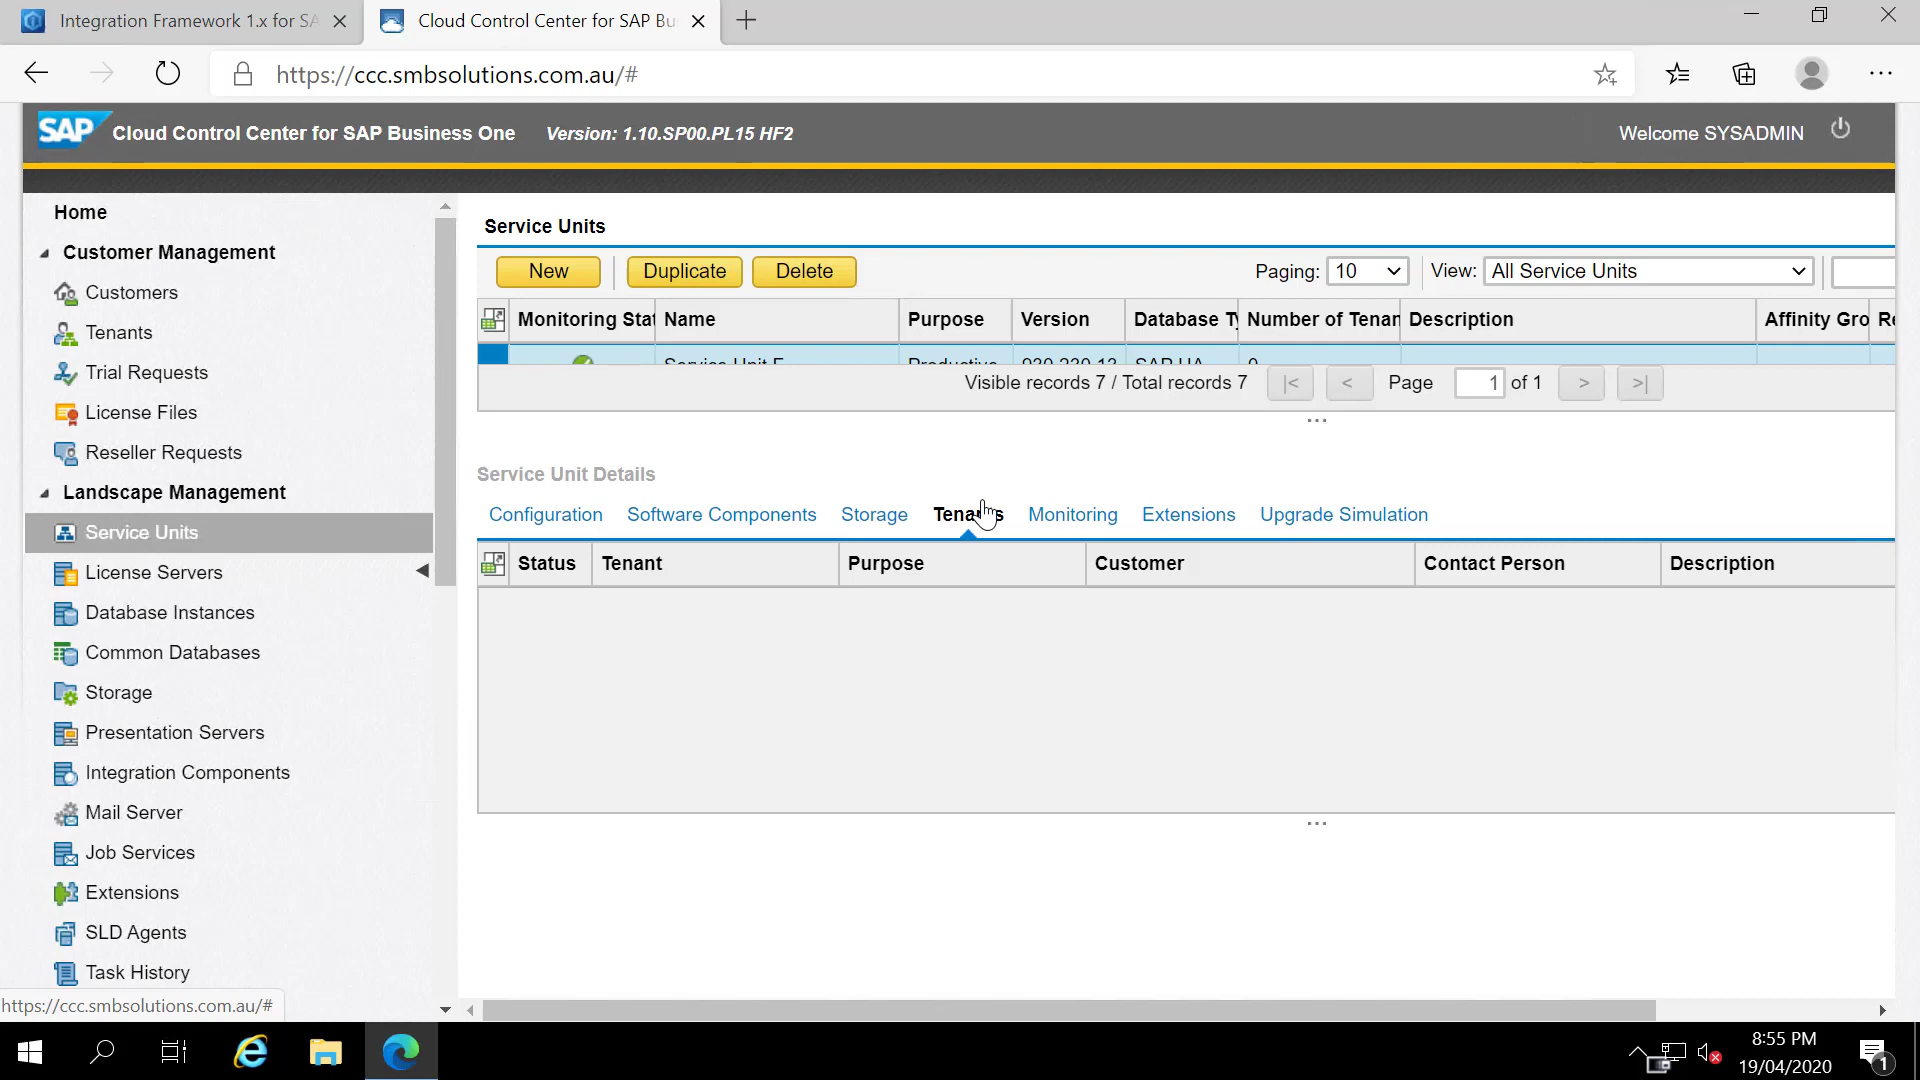 Integration Framework 1.x for SA
Cloud Control Center for SAP Bu
https://ccc.smbsolutions.com.au/#
SAP
Cloud Control Center for SAP Business One
Version: 1.10.SP00.PL15 HF2
Welcome SYSADMIN
Home
Customer Management
Customers
Tenants
Trial Requests
License Files
Reseller Requests
Landscape Management
Service Units
License Servers
Database Instances
Common Databases
Storage
Presentation Servers
Integration Components
Mail Server
Job Services
Extensions
SLD Agents
Task History
Service Units
New
Duplicate
Delete
Paging: 10
View: All Service Units
Monitoring Stat Name Purpose Version Database Ty Number of Tenan Description Affinity Gro Re
Visible records 7 / Total records 7
|< < Page 1 of 1 > >|
Service Unit Details
Configuration Software Components Storage Tenants Monitoring Extensions Upgrade Simulation
Status Tenant Purpose Customer Contact Person Description
https://ccc.smbsolutions.com.au/#
8:55 PM
19/04/2020
1